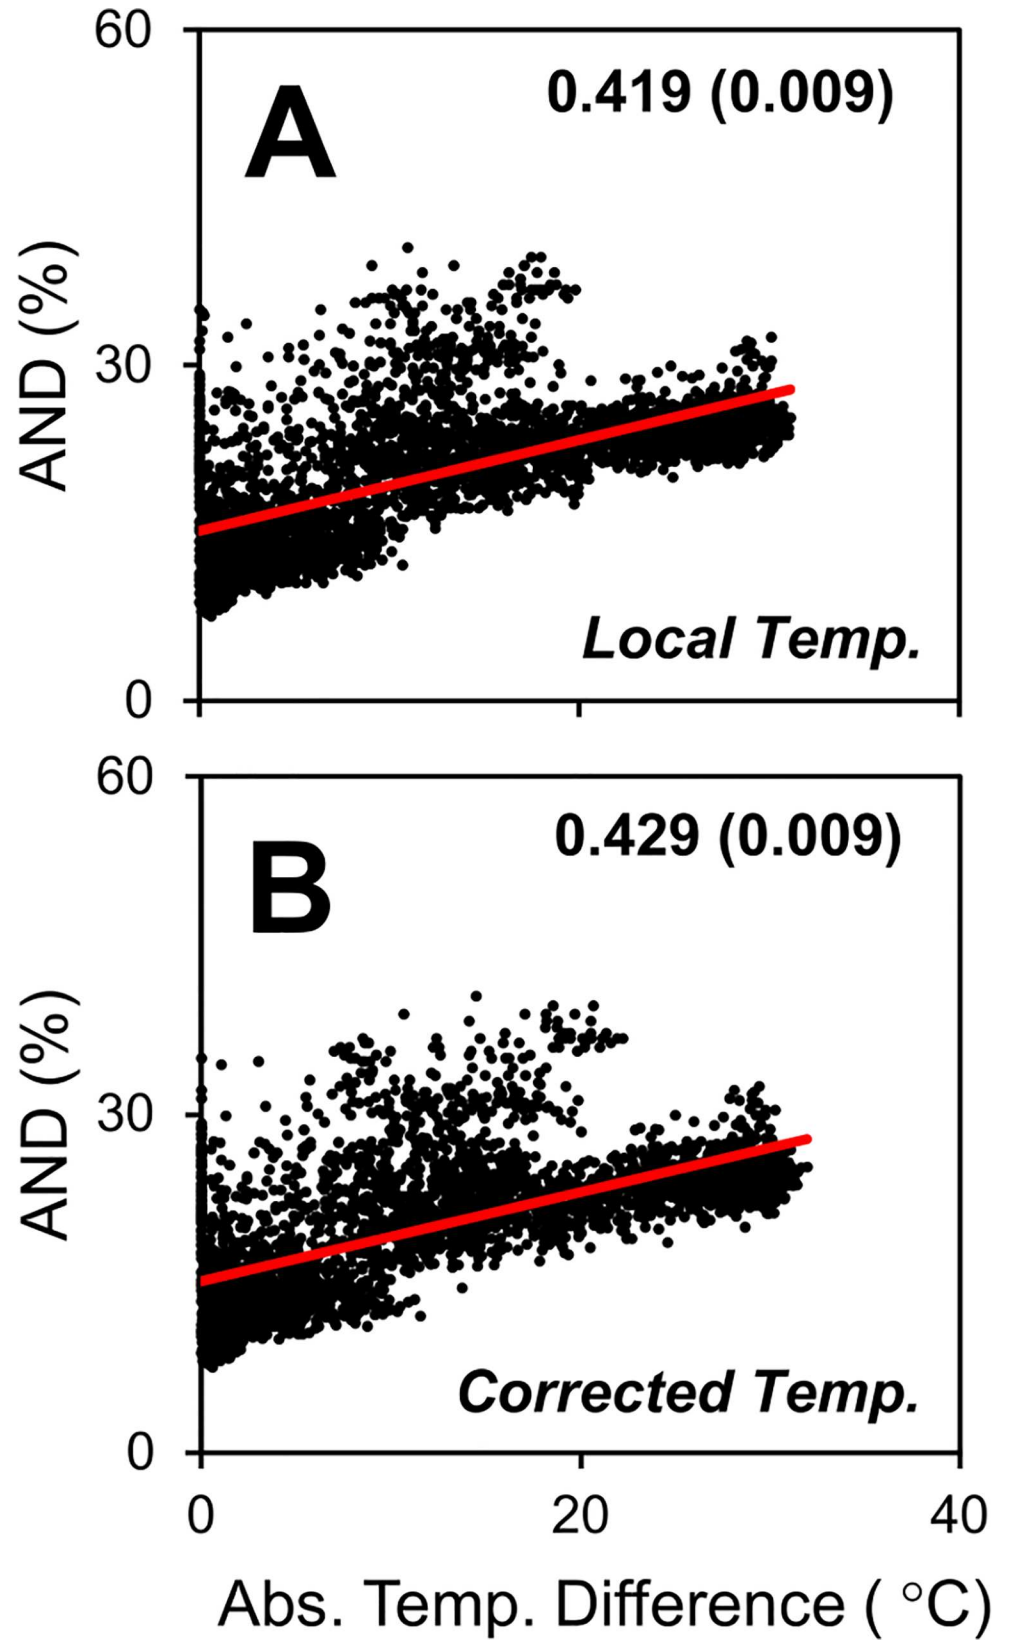 60
A
0.419 (0.009)
AND (%)
30
Local Temp.
0
60
0.429 (0.009)
B
AND (%)
30
Corrected Temp.
0
0 20 40
Abs. Temp. Difference ( °C)